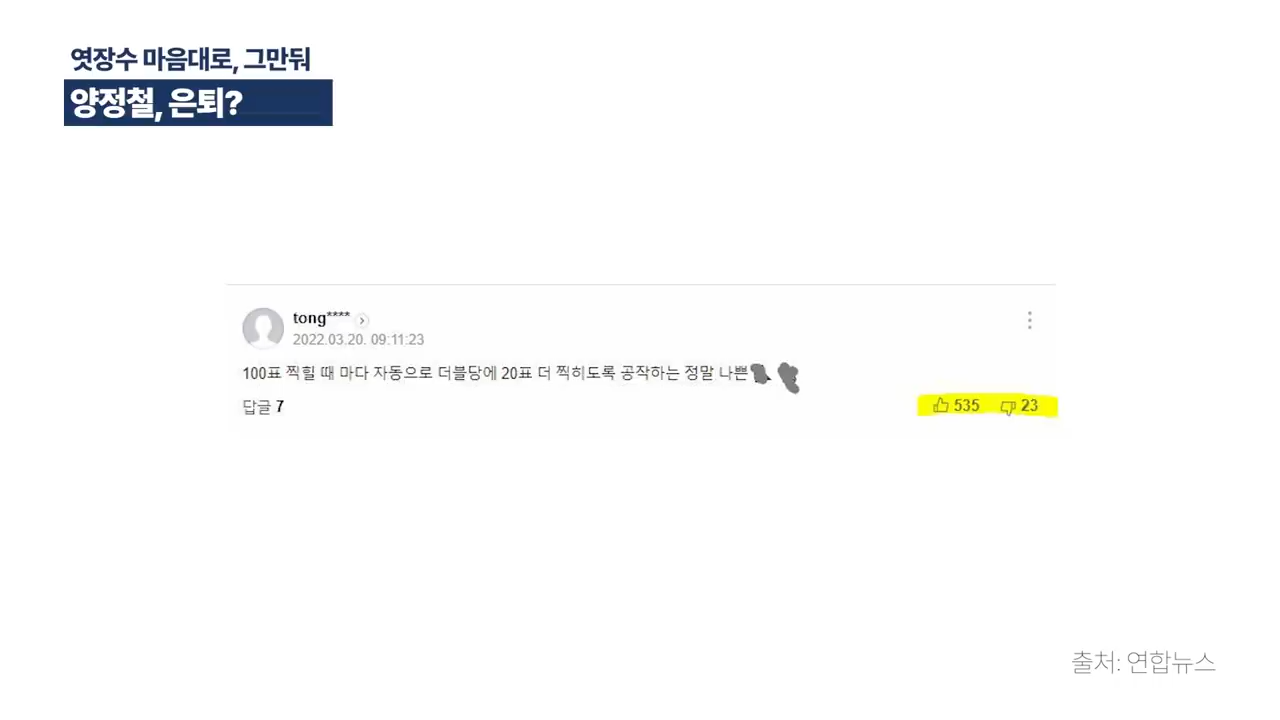 엿장수 마음대로, 그만둬
양정철, 은퇴?
tong****
2022.03.20. 09:11:23
100표 찍힐 때 마다 자동으로 더블당에 20표 더 찍히도록 공작하는 정말 나쁜
답글 7
535 23
출처: 연합뉴스